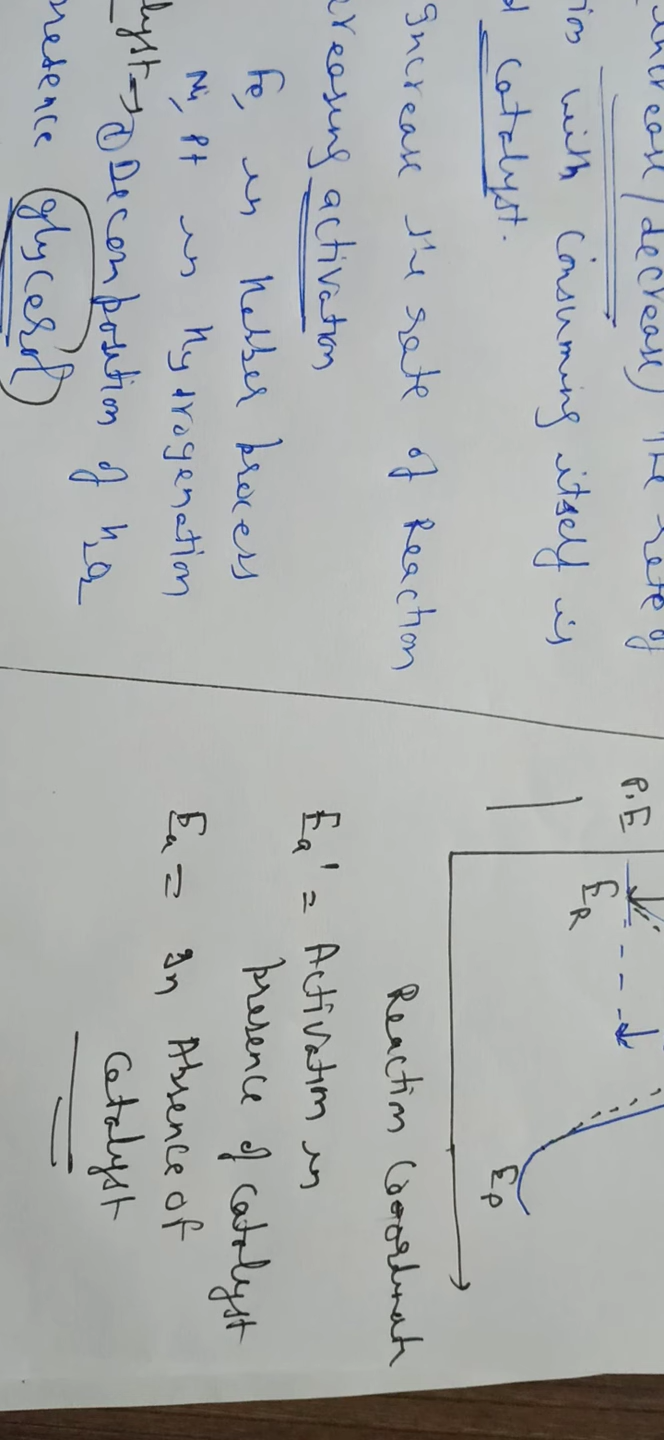 increase/decrease) The rate of
ion with Consuming itself is
d Catalyst.
Increase the rate of Reaction
creasing activation
Fe, in Habber process
Ni, Pt in Hydrogenation
lyst → @ Decomposition of H2O2
presence glycerol
P.E
ER
EP
Reaction Coordinate
Ea' = Activation in
presence of Catalyst
Ea = In Absence of
Catalyst